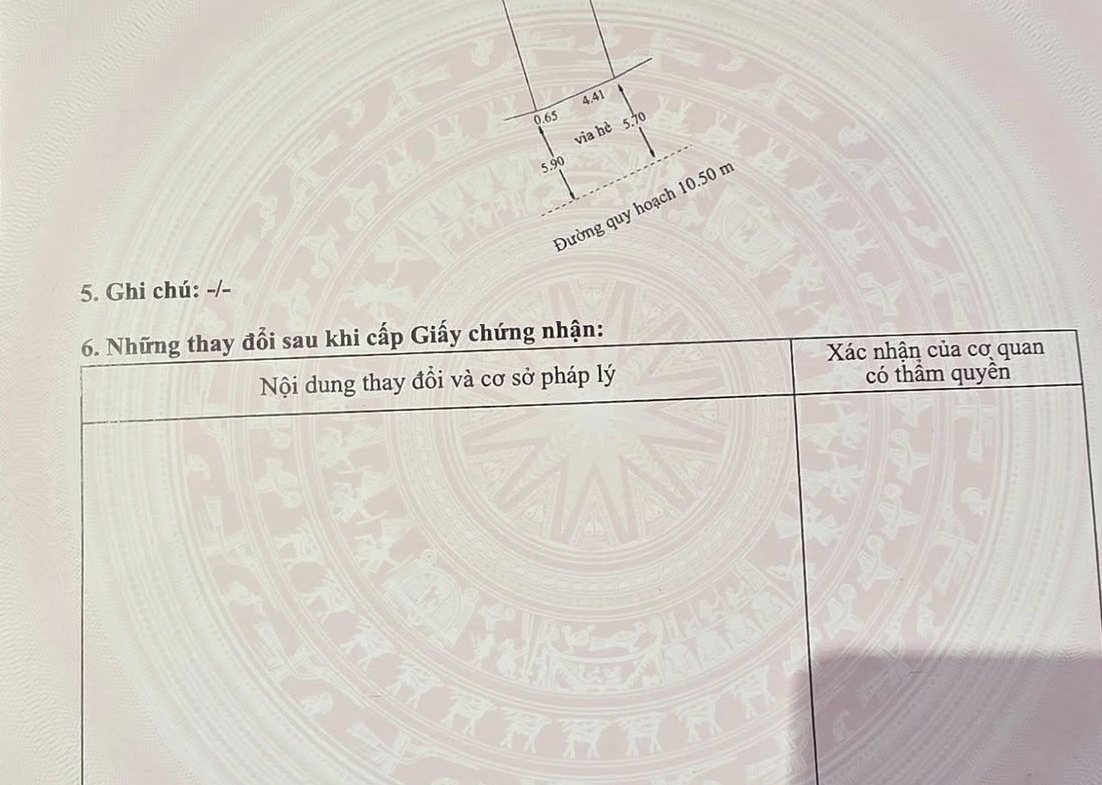 4.41
0.65
5.70
vỉa hè
5.90
Đường quy hoạch 10.50 m
5. Ghi chú: -/-
6. Những thay đổi sau khi cấp Giấy chứng nhận:
Nội dung thay đổi và cơ sở pháp lý
Xác nhận của cơ quan
có thẩm quyền